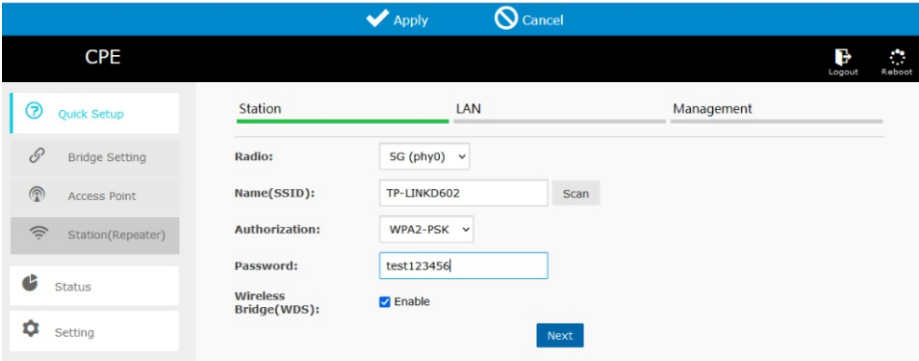 Apply Cancel
CPE
Logout Reboot
Quick Setup
Bridge Setting
Access Point
Station(Repeater)
Status
Setting
Station LAN Management
Radio: 5G (phy0)
Name(SSID): TP-LINKD602 Scan
Authorization: WPA2-PSK
Password: test123456
Wireless
Bridge(WDS): Enable
Next